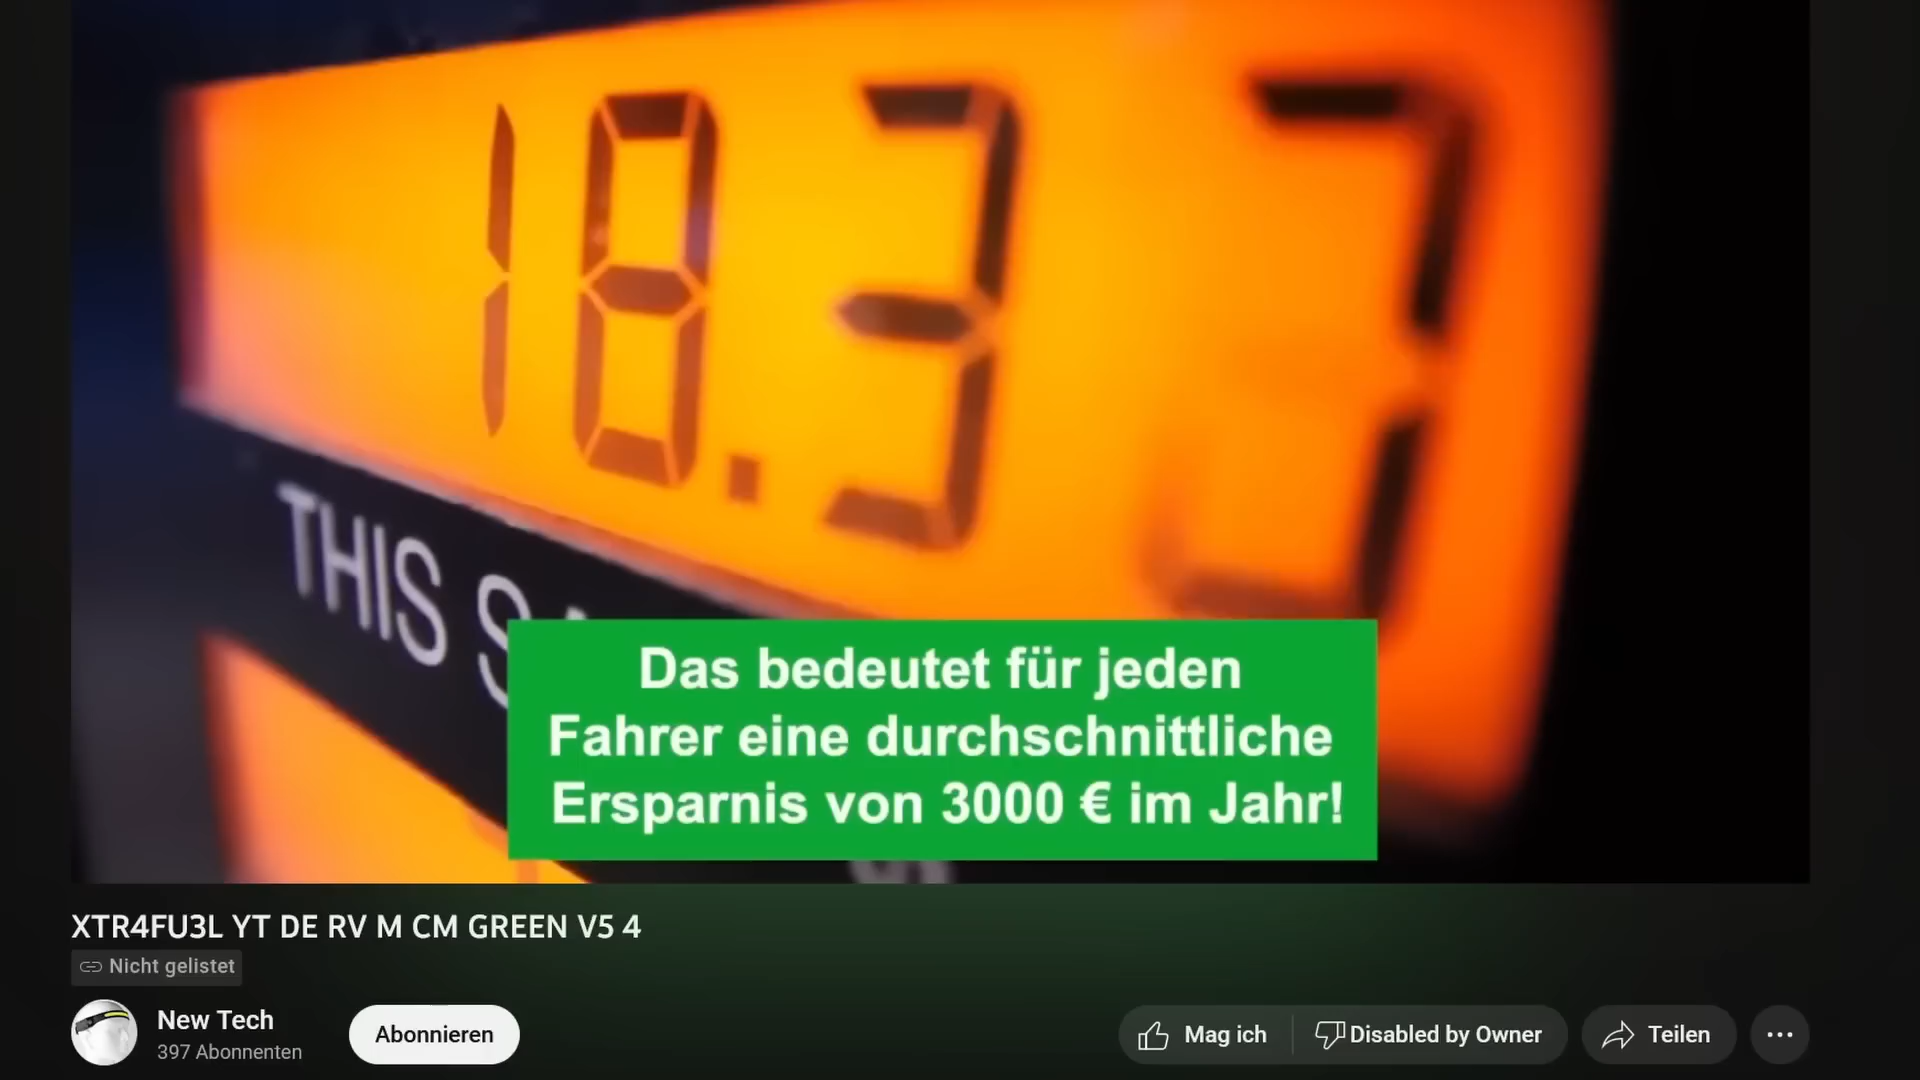 18.37
THIS S
Das bedeutet für jeden
Fahrer eine durchschnittliche
Ersparnis von 3000 € im Jahr!
XTR4FU3L YT DE RV M CM GREEN V5 4
Nicht gelistet
New Tech
397 Abonnenten
Abonnieren
Mag ich
Disabled by Owner
Teilen